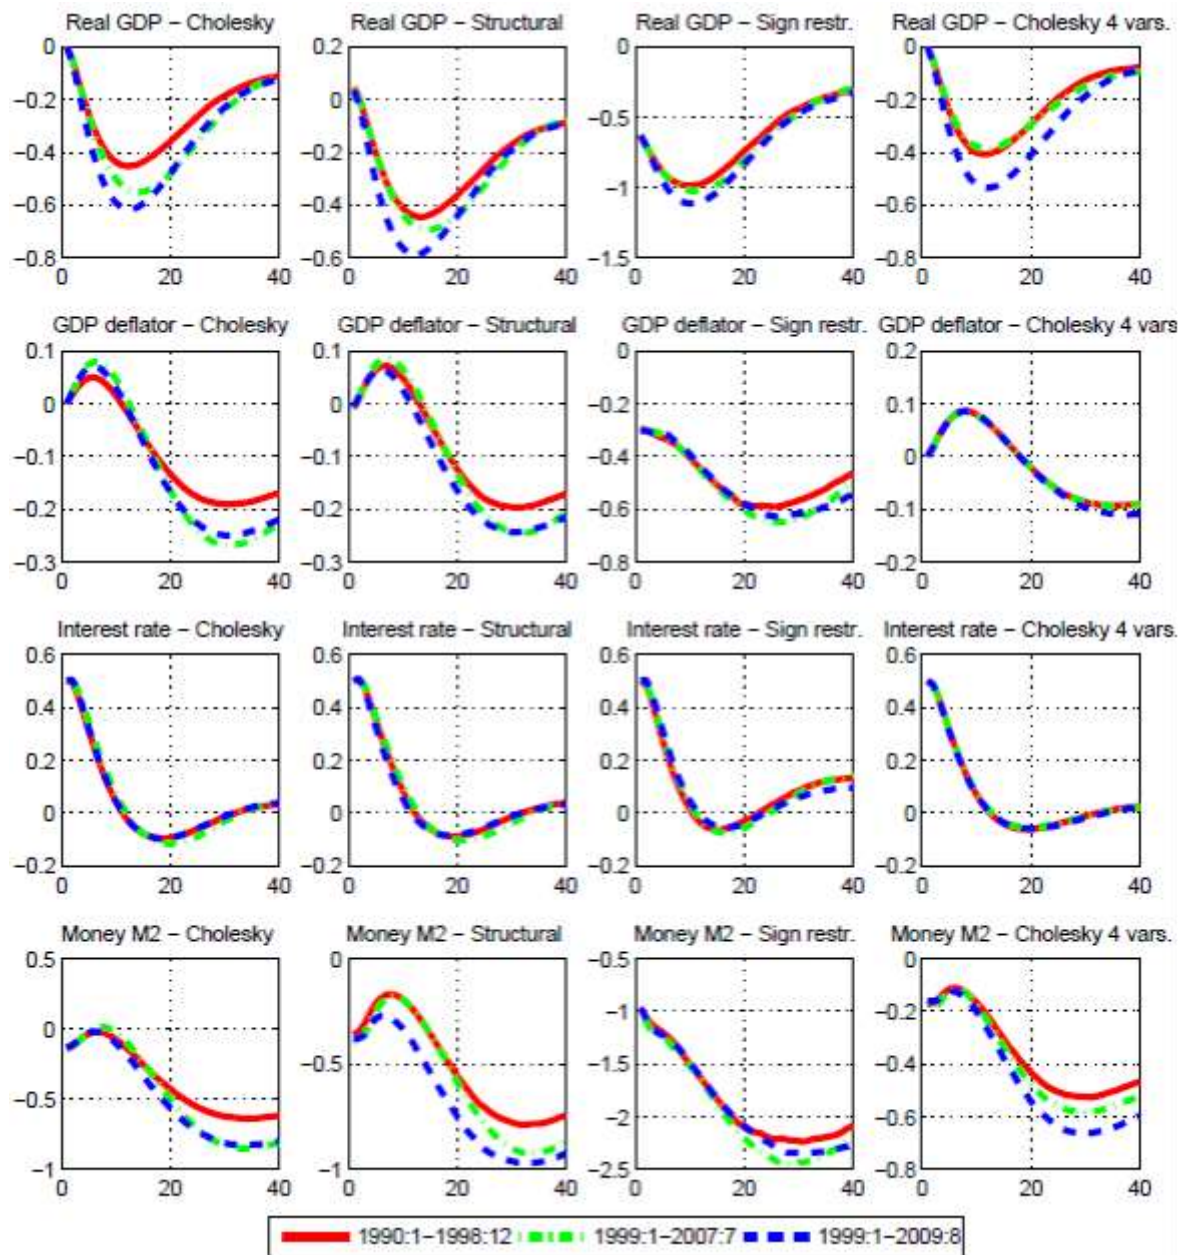 Real GDP – Cholesky Real GDP – Structural Real GDP – Sign restr. Real GDP – Cholesky 4 vars.
0 0.2 0 0
−0.2 0 −0.5 −0.2
−0.4 −0.2 −1 −0.4
−0.6 −0.4 −1.5 −0.6
−0.8 −0.6 −0.8
0 20 40 0 20 40 0 20 40 0 20 40
GDP deflator – Cholesky GDP deflator – Structural GDP deflator – Sign restr. GDP deflator – Cholesky 4 vars
0.1 0.1 0 0.2
0 0 −0.2 0.1
−0.1 −0.1 −0.4 0
−0.2 −0.2 −0.6 −0.1
−0.3 −0.3 −0.8 −0.2
0 20 40 0 20 40 0 20 40 0 20 40
Interest rate – Cholesky Interest rate – Structural Interest rate – Sign restr. Interest rate – Cholesky 4 vars.
0.6 0.6 0.6 0.6
0.4 0.4 0.4 0.4
0.2 0.2 0.2 0.2
0 0 0 0
−0.2 −0.2 −0.2 −0.2
0 20 40 0 20 40 0 20 40 0 20 40
Money M2 – Cholesky Money M2 – Structural Money M2 – Sign restr. Money M2 – Cholesky 4 vars.
0.5 0 −0.5 0
0 −0.5 −1 −0.2
−0.5 −1 −1.5 −0.4
−1 −2 −0.6
−2.5 −0.8
0 20 40 0 20 40 0 20 40 0 20 40
1990:1−1998:12 1999:1−2007:7 1999:1−2009:8